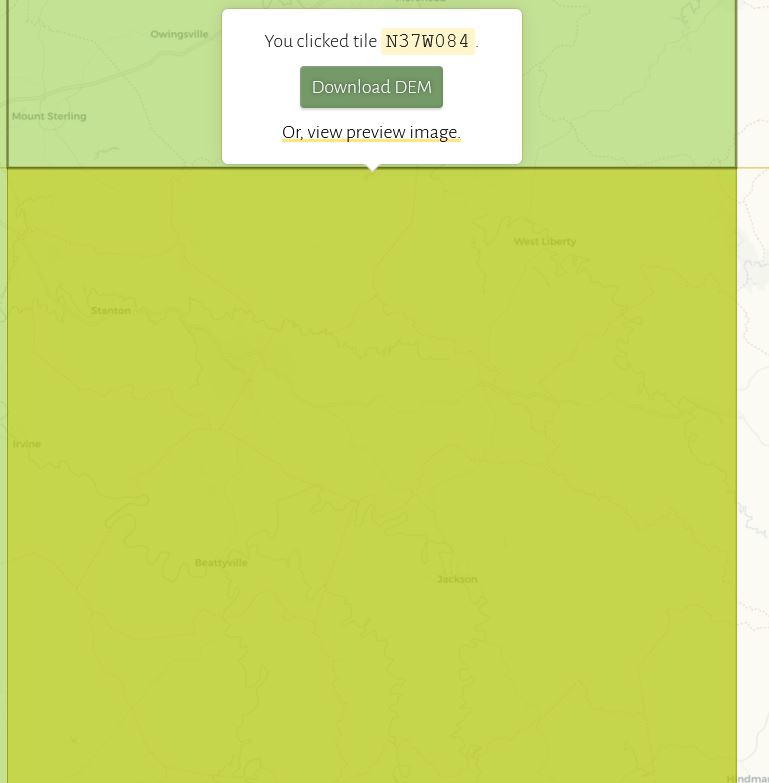 Owingsville
You clicked tile N37W084.
Download DEM
Mount Sterling
Or, view preview image.
West Liberty
Stanton
Irvine
Beattyville
Jackson